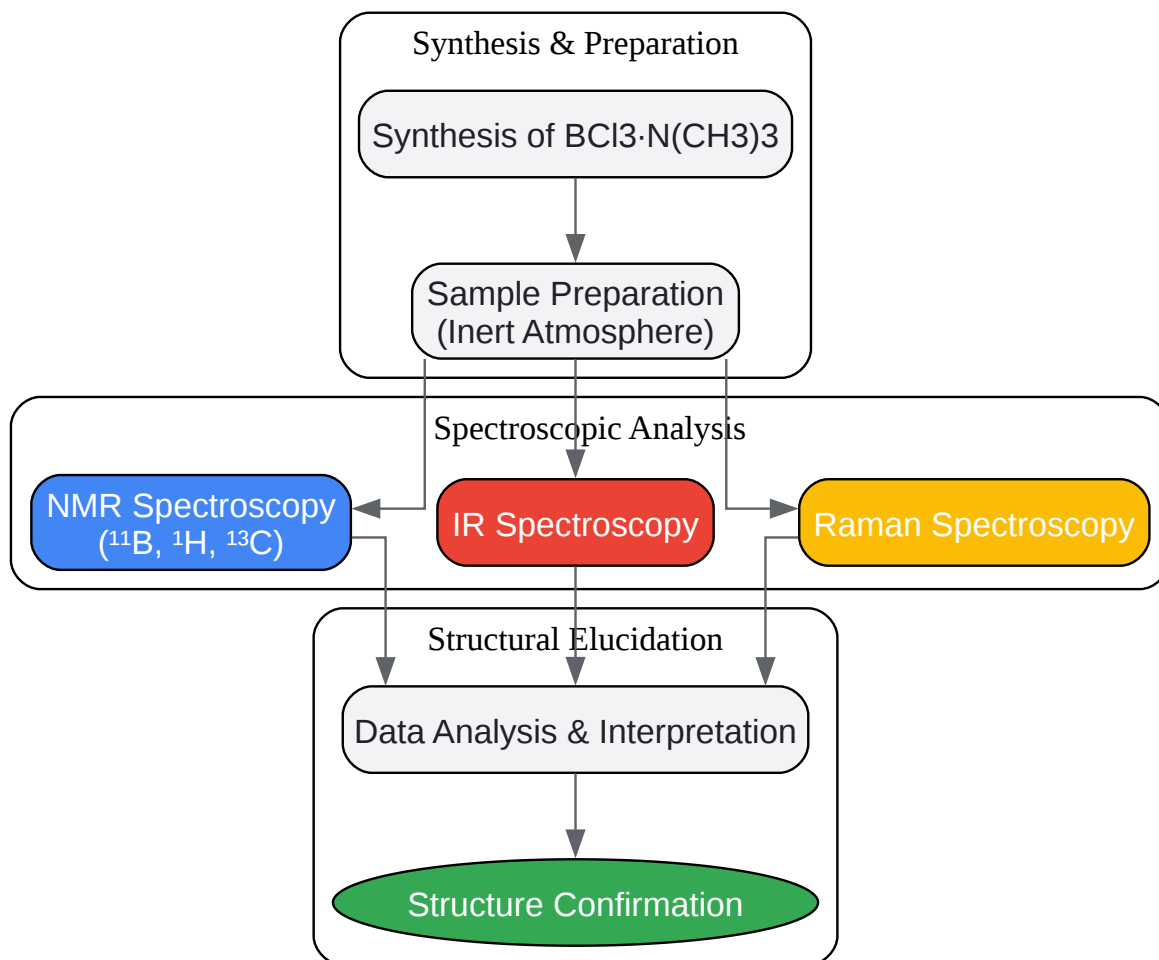 Synthesis & Preparation
Synthesis of BCl3·N(CH3)3
Sample Preparation
(Inert Atmosphere)
Spectroscopic Analysis
NMR Spectroscopy
(¹¹B, ¹H, ¹³C)
IR Spectroscopy
Raman Spectroscopy
Structural Elucidation
Data Analysis & Interpretation
Structure Confirmation